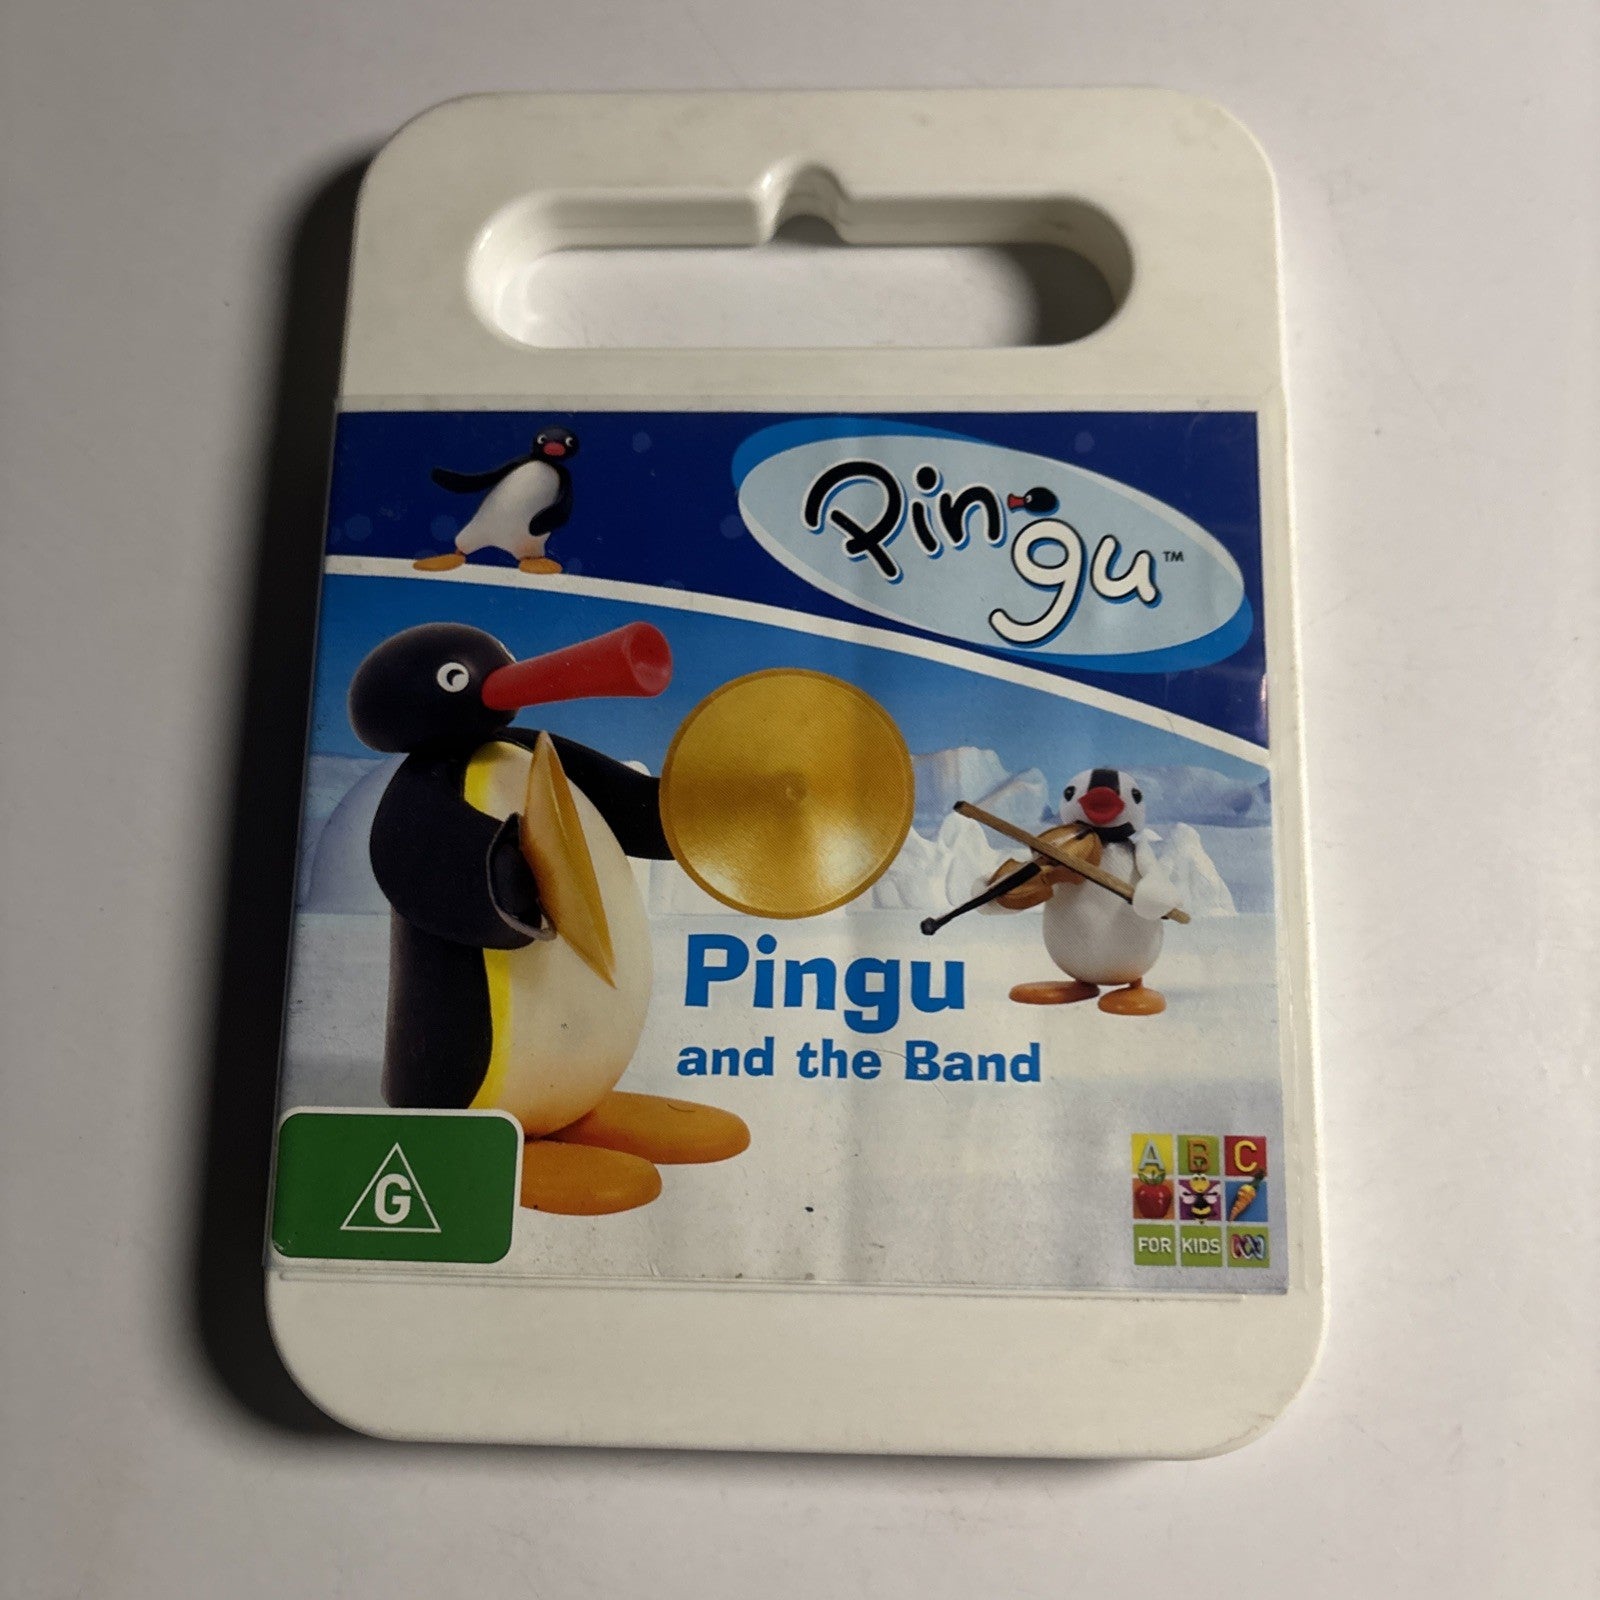 Pingu™
Pingu
and the Band
G
A B C
FOR KIDS